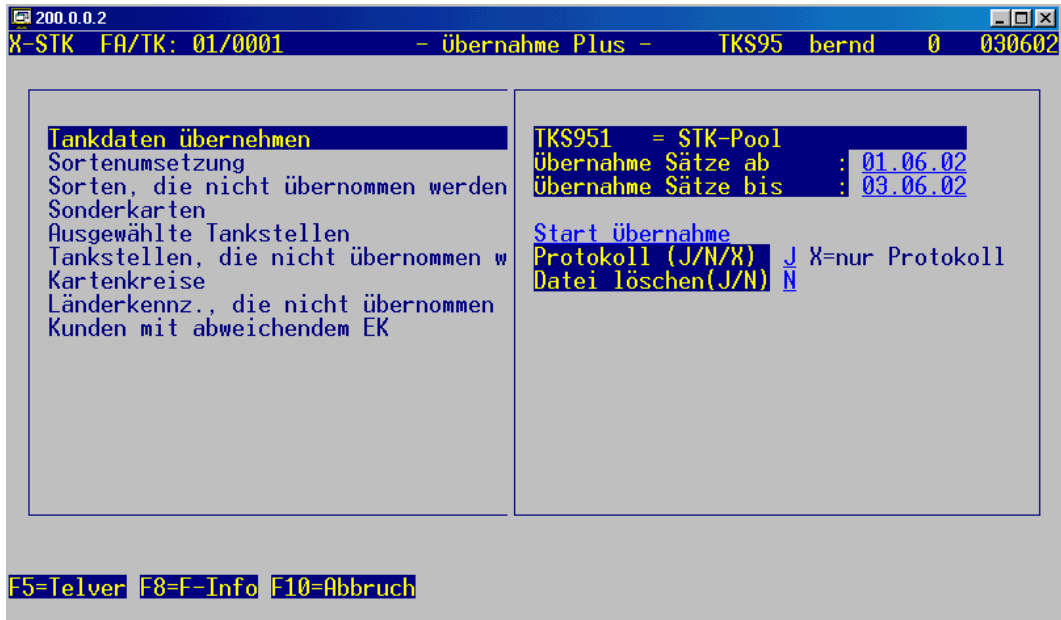 200.0.0.2
X-STK FA/TK: 01/0001 - übernahme Plus - TKS95 bernd 0 030602
Tankdaten übernehmen
Sortenumsetzung
Sorten, die nicht übernommen werden
Sonderkarten
Ausgewählte Tankstellen
Tankstellen, die nicht übernommen w
Kartenkreise
Länderkennz., die nicht übernommen
Kunden mit abweichendem EK
TKS951 = STK-Pool
Übernahme Sätze ab : 01.06.02
Übernahme Sätze bis : 03.06.02
Start Übernahme
Protokoll (J/N/X) J X=nur Protokoll
Datei löschen(J/N) N
F5=Telver F8=F-Info F10=Abbruch